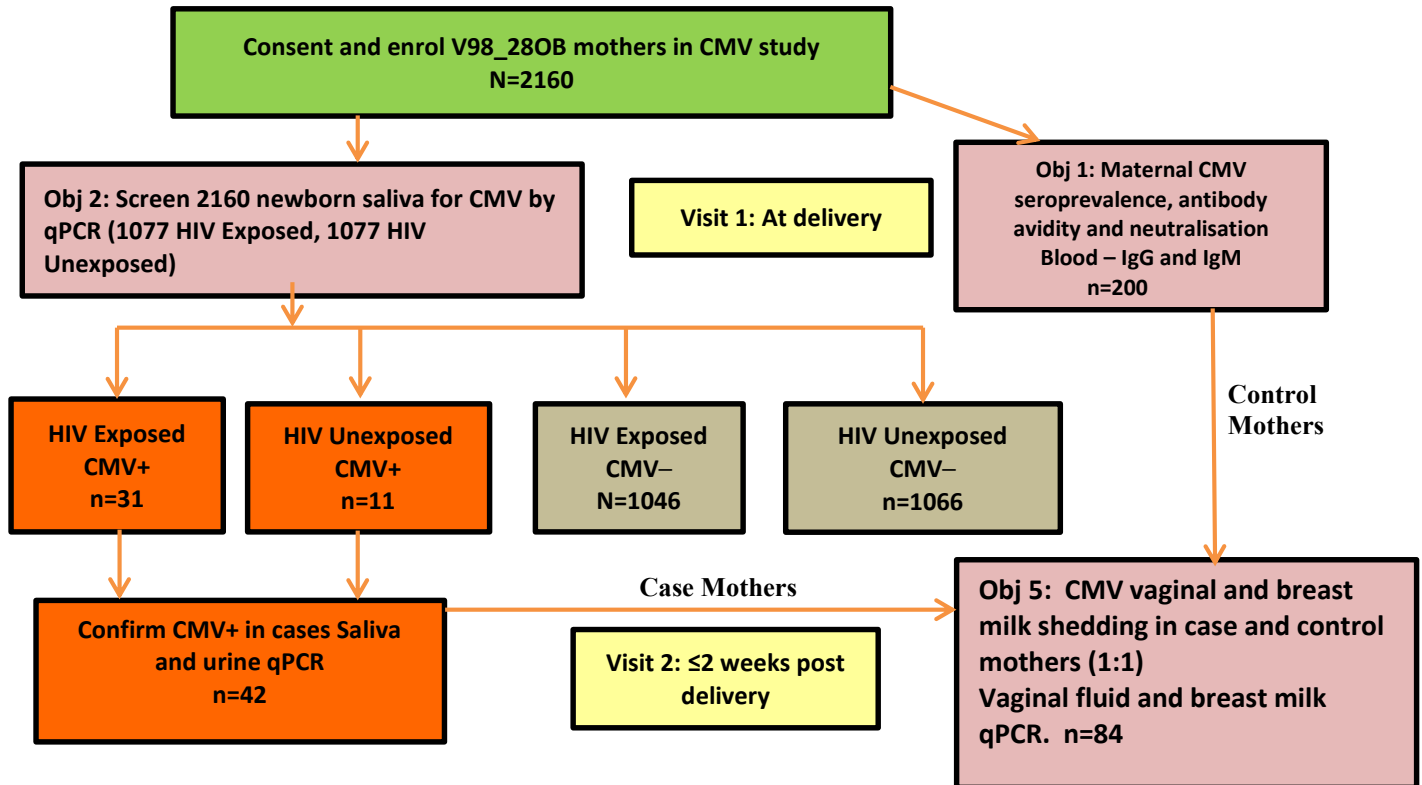 Consent and enrol V98_28OB mothers in CMV study
N=2160
Obj 2: Screen 2160 newborn saliva for CMV by
qPCR (1077 HIV Exposed, 1077 HIV
Unexposed)
Visit 1: At delivery
Obj 1: Maternal CMV
seroprevalence, antibody
avidity and neutralisation
Blood – IgG and IgM
n=200
HIV Exposed
CMV+
n=31
HIV Unexposed
CMV+
n=11
HIV Exposed
CMV–
N=1046
HIV Unexposed
CMV–
n=1066
Control
Mothers
Confirm CMV+ in cases Saliva
and urine qPCR
n=42
Case Mothers
Visit 2: ≤2 weeks post
delivery
Obj 5:  CMV vaginal and breast
milk shedding in case and control
mothers (1:1)
Vaginal fluid and breast milk
qPCR.  n=84